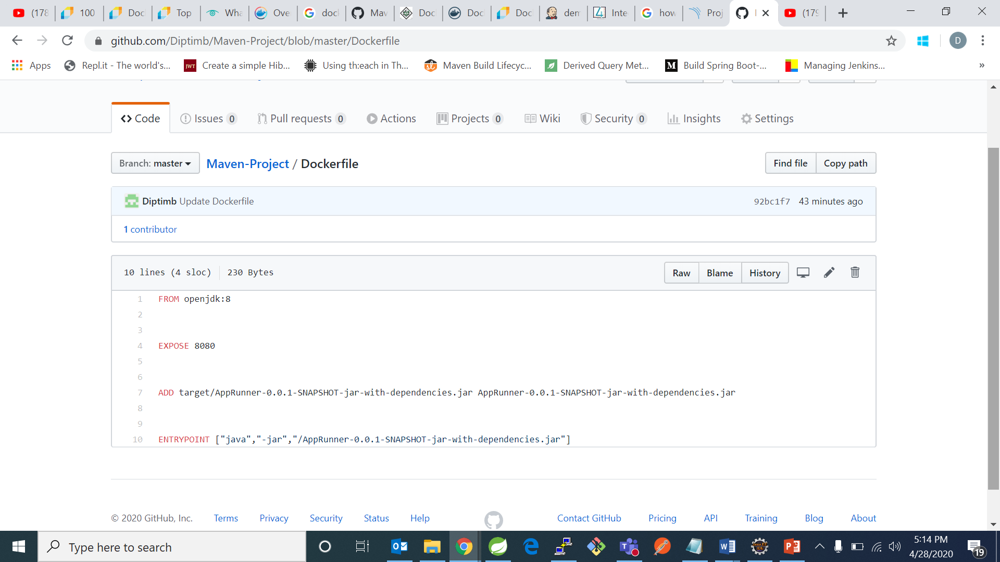 (178
100
Doc
Top
Wha
Ove
doc
Mav
Doc
Doc
Doc
den
Inte
how
Proj
(179
github.com/Diptimb/Maven-Project/blob/master/Dockerfile
D
Apps
Repl.it - The world's...
JWT
Create a simple Hib...
Using th:each in Th...
Maven Build Lifecyc...
Derived Query Met...
M
Build Spring Boot-...
Managing Jenkins...
»
Code
Issues 0
Pull requests 0
Actions
Projects 0
Wiki
Security 0
Insights
Settings
Branch: master
Maven-Project / Dockerfile
Find file
Copy path
Diptimb Update Dockerfile
92bc1f7 43 minutes ago
1 contributor
10 lines (4 sloc) 230 Bytes
Raw
Blame
History
1 FROM openjdk:8
2
3
4 EXPOSE 8080
5
6
7 ADD target/AppRunner-0.0.1-SNAPSHOT-jar-with-dependencies.jar AppRunner-0.0.1-SNAPSHOT-jar-with-dependencies.jar
8
9
10 ENTRYPOINT ["java","-jar","/AppRunner-0.0.1-SNAPSHOT-jar-with-dependencies.jar"]
© 2020 GitHub, Inc.
Terms
Privacy
Security
Status
Help
Contact GitHub
Pricing
API
Training
Blog
About
Type here to search
5:14 PM
4/28/2020
19